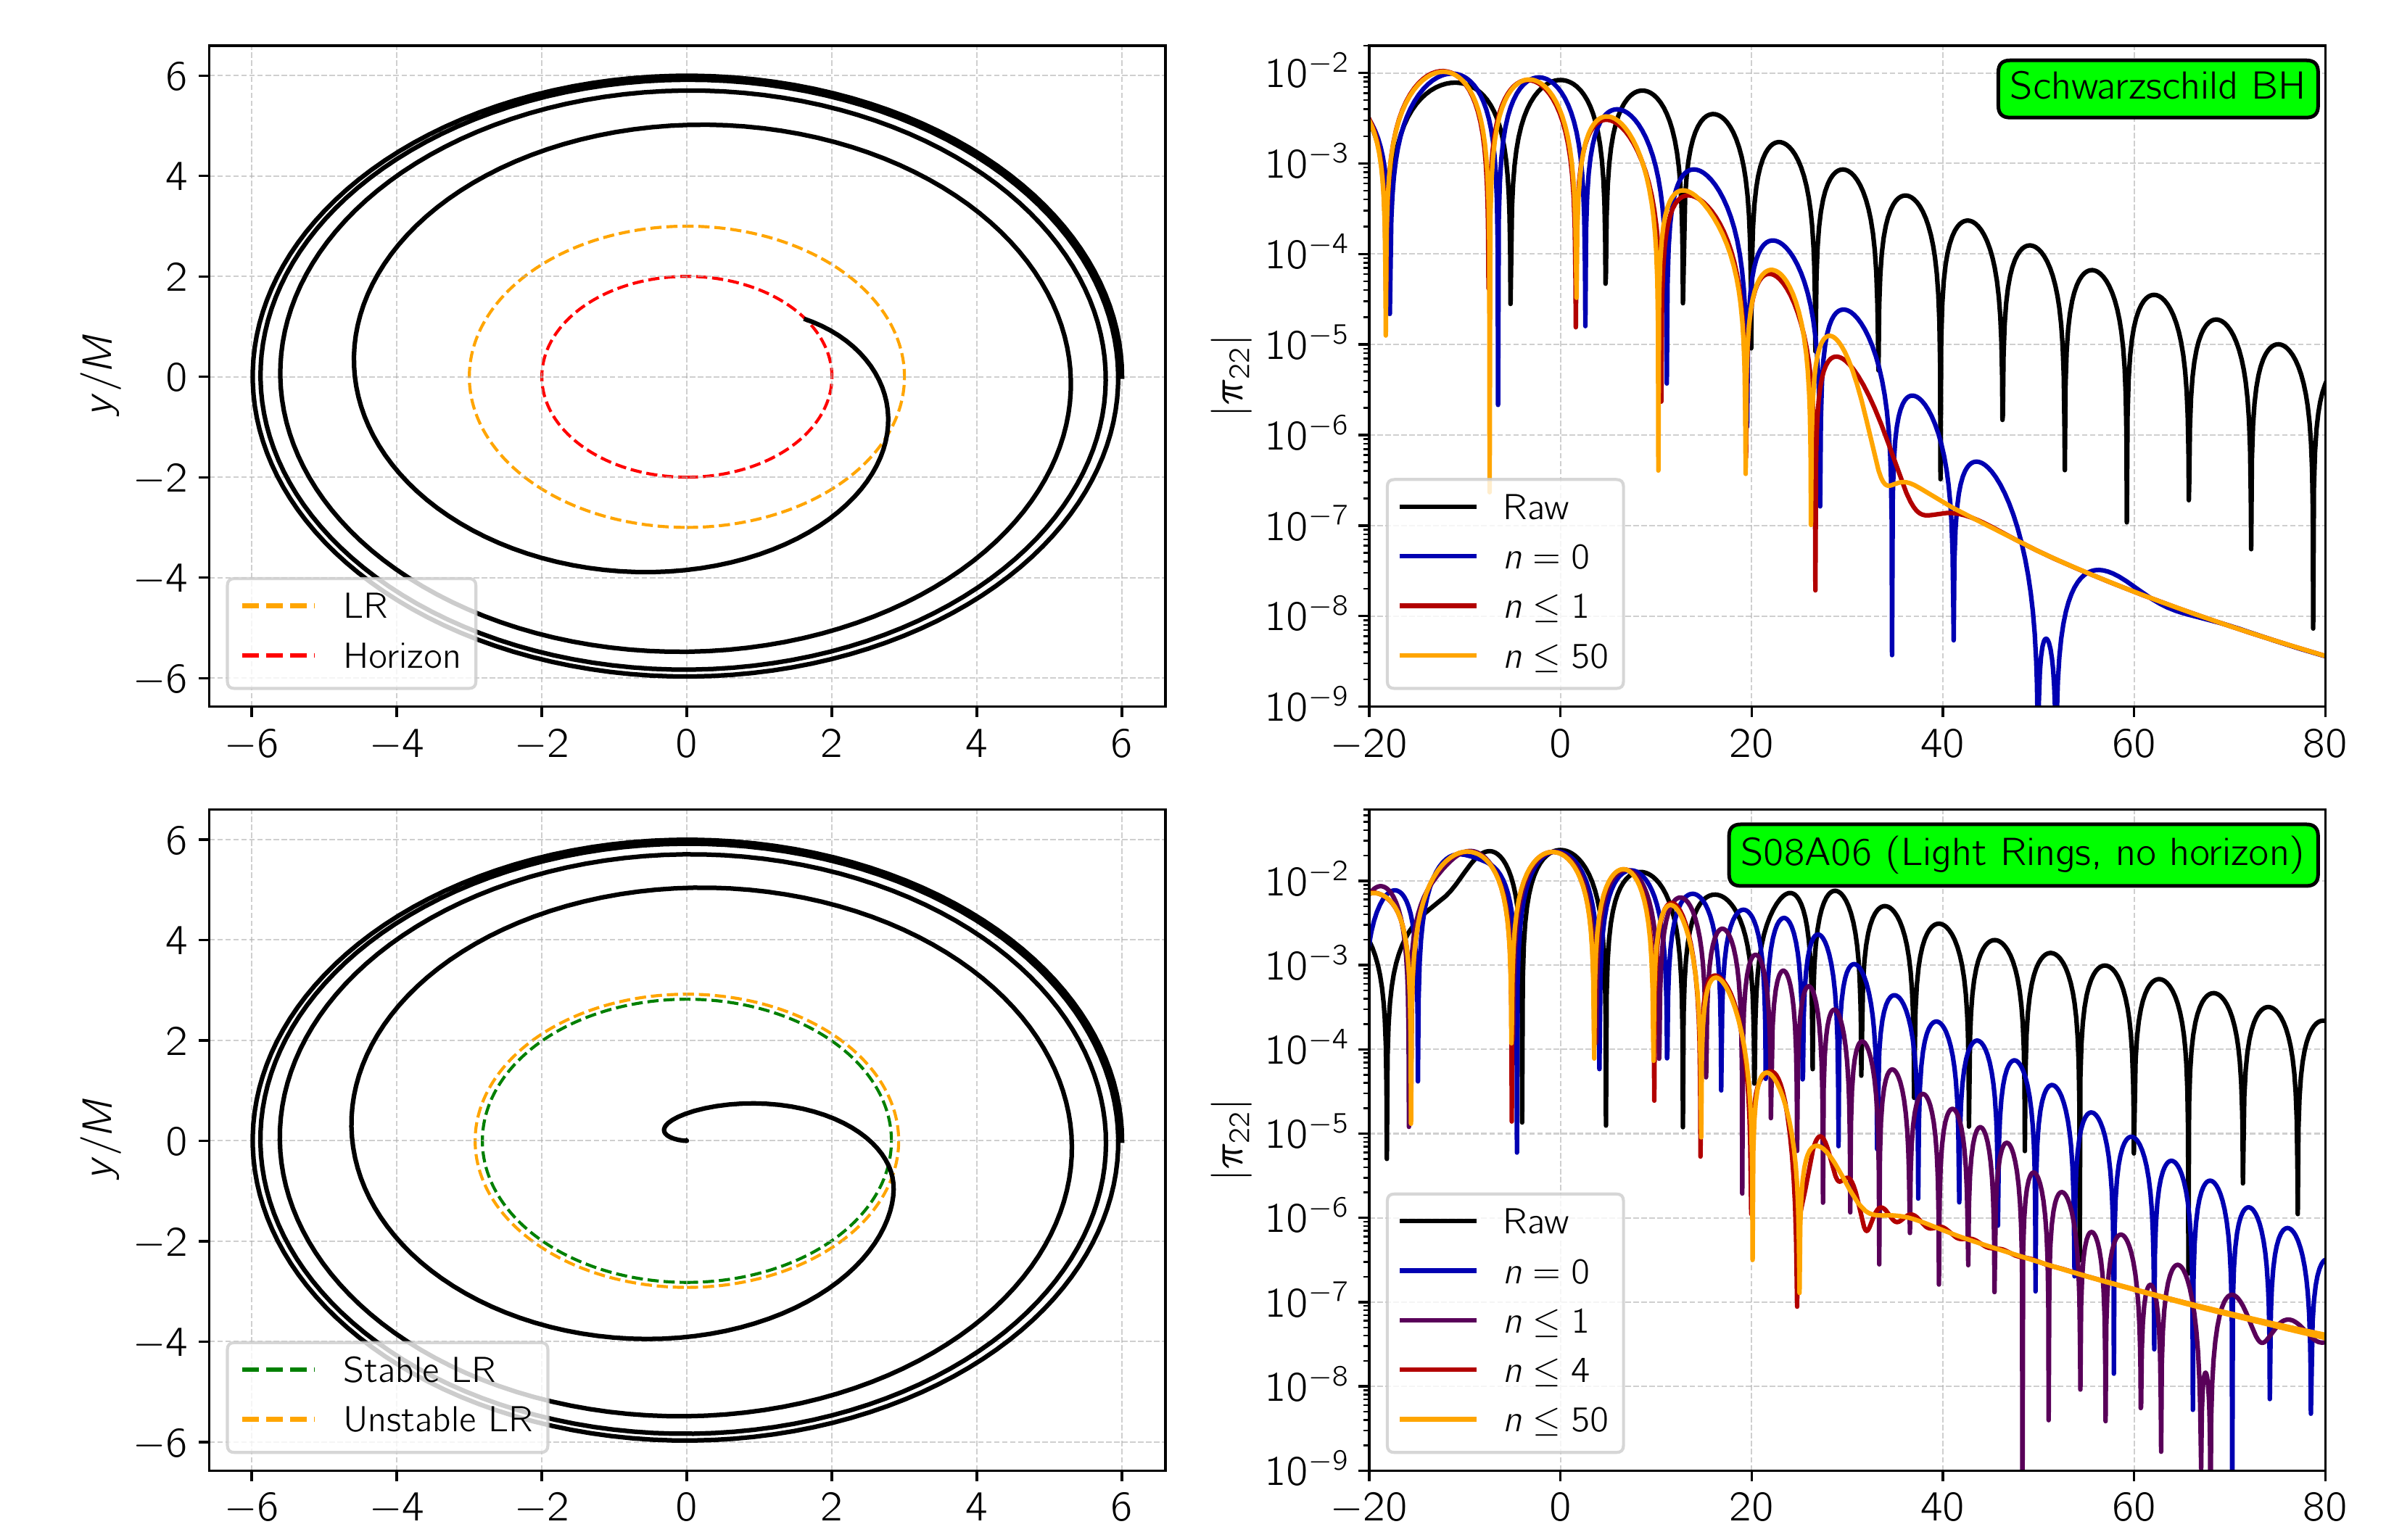 6
4
2
0
−2
−4
−6
y/M
LR
Horizon
−6 −4 −2 0 2 4 6
10⁻²
10⁻³
10⁻⁴
10⁻⁵
10⁻⁶
10⁻⁷
10⁻⁸
10⁻⁹
|π₂₂|
Schwarzschild BH
Raw
n = 0
n ≤ 1
n ≤ 50
−20 0 20 40 60 80
6
4
2
0
−2
−4
−6
y/M
Stable LR
Unstable LR
−6 −4 −2 0 2 4 6
10⁻²
10⁻³
10⁻⁴
10⁻⁵
10⁻⁶
10⁻⁷
10⁻⁸
10⁻⁹
|π₂₂|
S08A06 (Light Rings, no horizon)
Raw
n = 0
n ≤ 1
n ≤ 4
n ≤ 50
−20 0 20 40 60 80